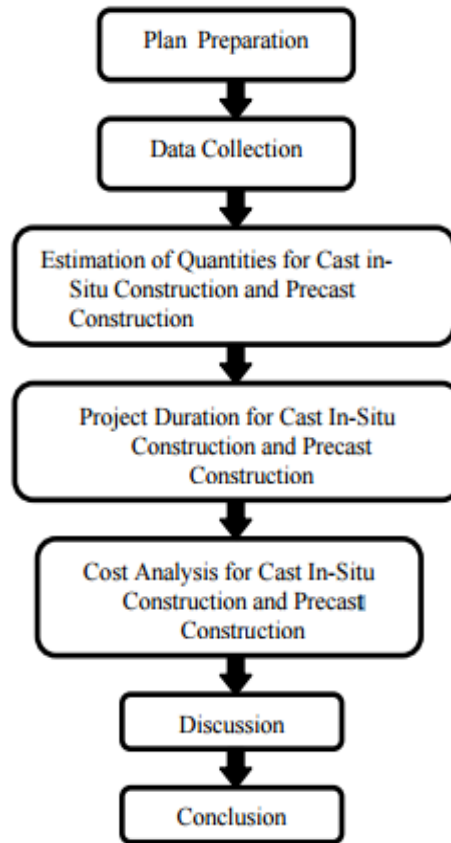 Plan Preparation
Data Collection
Estimation of Quantities for Cast in-
Situ Construction and Precast
Construction
Project Duration for Cast In-Situ
Construction and Precast
Construction
Cost Analysis for Cast In-Situ
Construction and Precast
Construction
Discussion
Conclusion